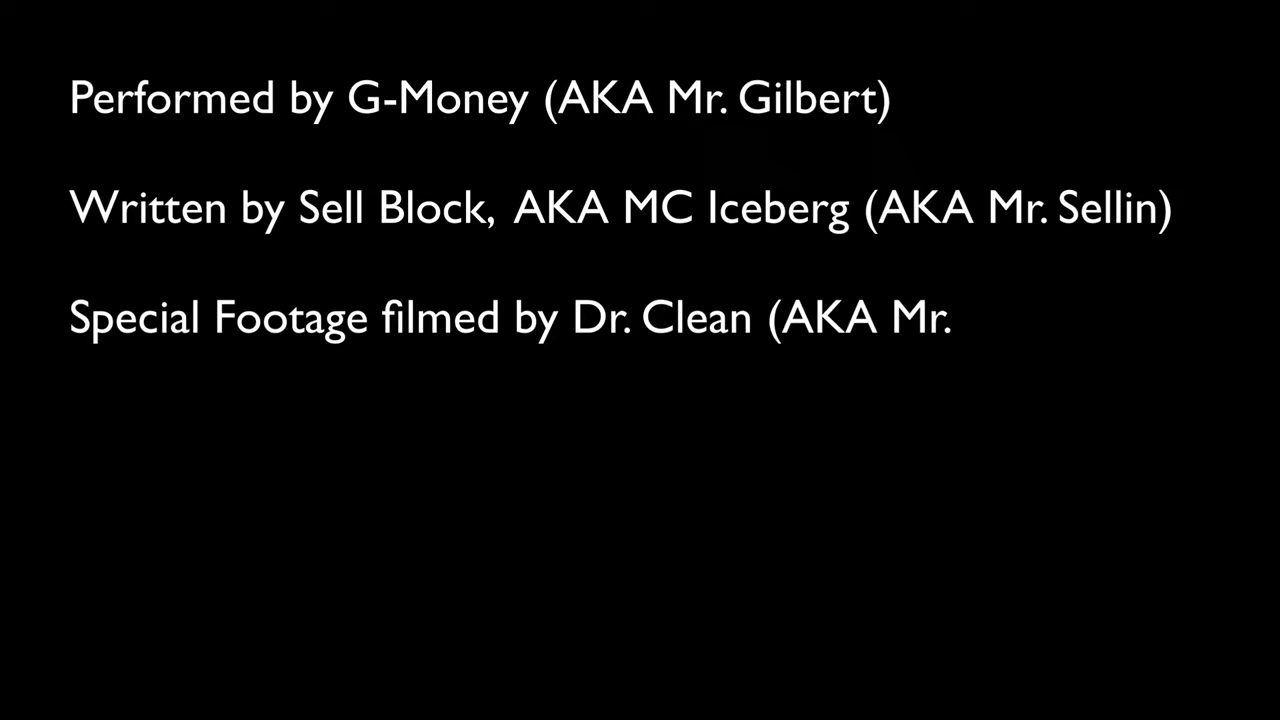 Performed by G-Money (AKA Mr. Gilbert)
Written by Sell Block, AKA MC Iceberg (AKA Mr. Sellin)
Special Footage filmed by Dr. Clean (AKA Mr.